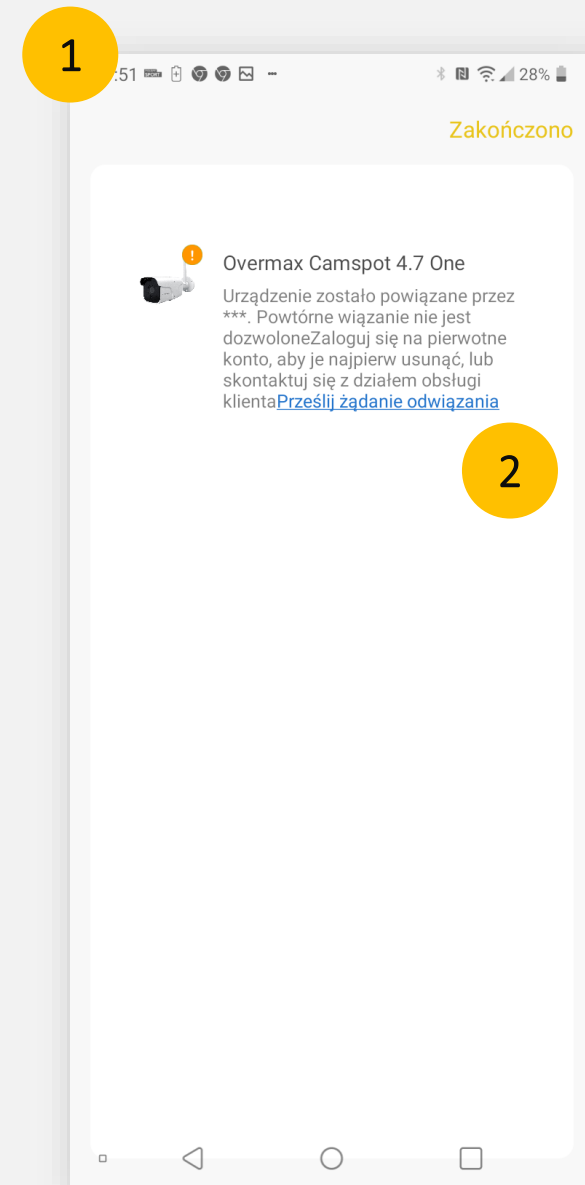 1
:51 28%
Zakończono
Overmax Camspot 4.7 One
Urządzenie zostało powiązane przez
***. Powtórne wiązanie nie jest
dozwoloneZaloguj się na pierwotne
konto, aby je najpierw usunąć, lub
skontaktuj się z działem obsługi
klientaPrześlij żądanie odwiązania
2